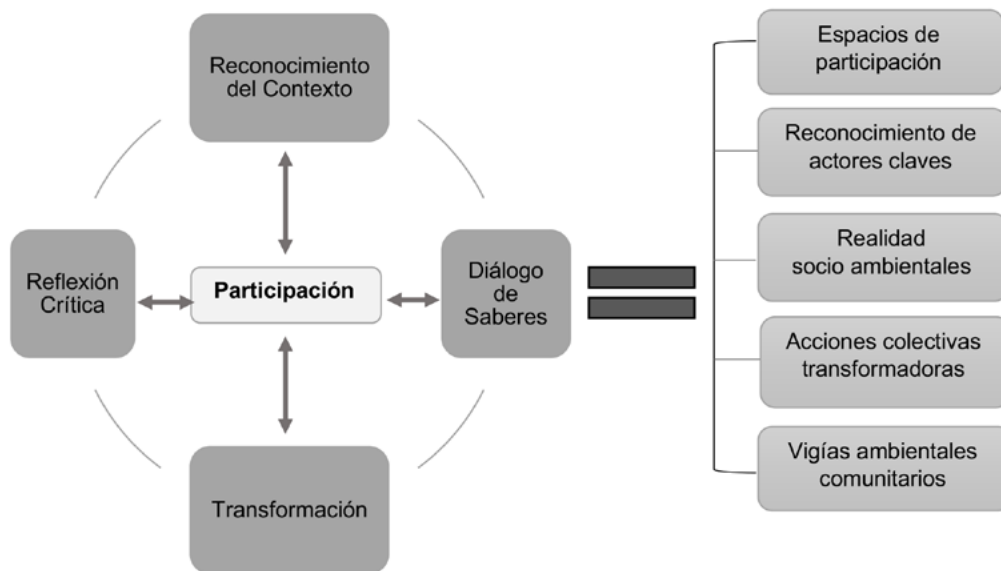 Reconocimiento
del Contexto
Reflexión
Crítica
Participación
Diálogo
de
Saberes
Transformación
Espacios de
participación
Reconocimiento de
actores claves
Realidad
socio ambientales
Acciones colectivas
transformadoras
Vigías ambientales
comunitarios